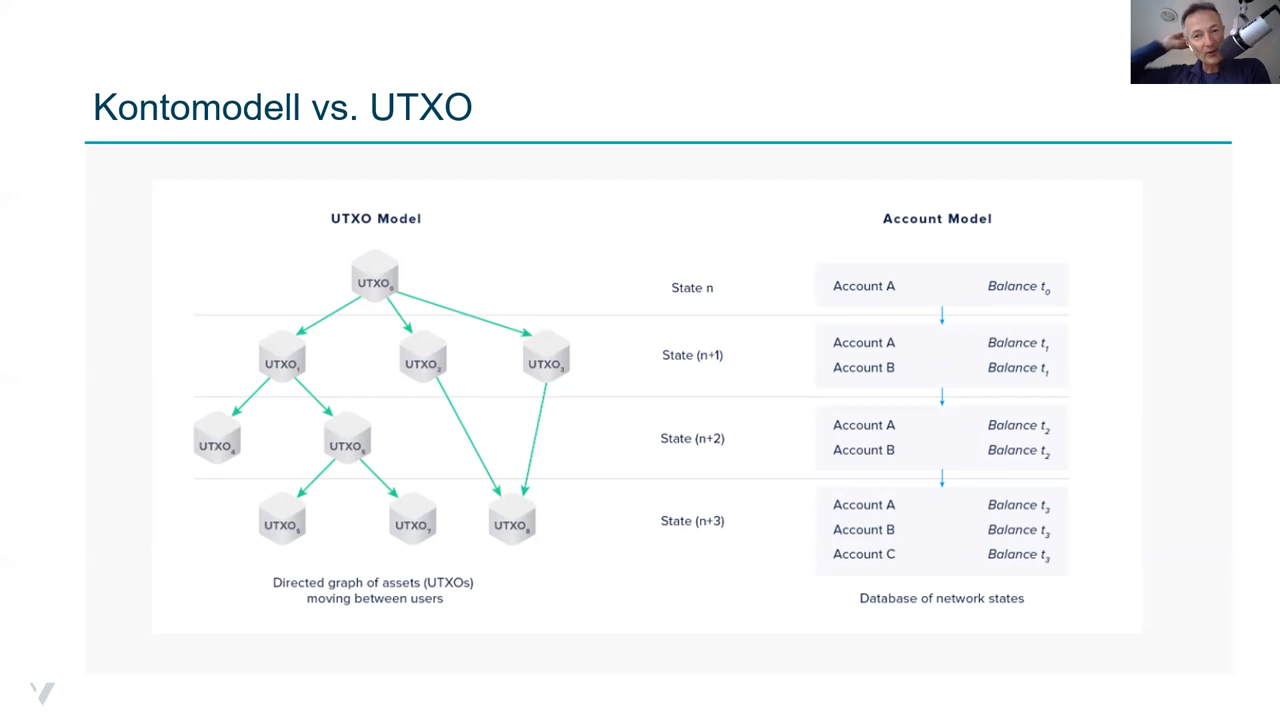 Kontomodell vs. UTXO
UTXO Model
Account Model
UTXO₀
State n
Account A Balance t₀
UTXO₁ UTXO₂ UTXO₃
State (n+1)
Account A Balance t₁
Account B Balance t₁
UTXO₄ UTXO₅
State (n+2)
Account A Balance t₂
Account B Balance t₂
UTXO UTXO₇ UTXO₈
State (n+3)
Account A Balance t₃
Account B Balance t₃
Account C Balance t₃
Directed graph of assets (UTXOs)
moving between users
Database of network states